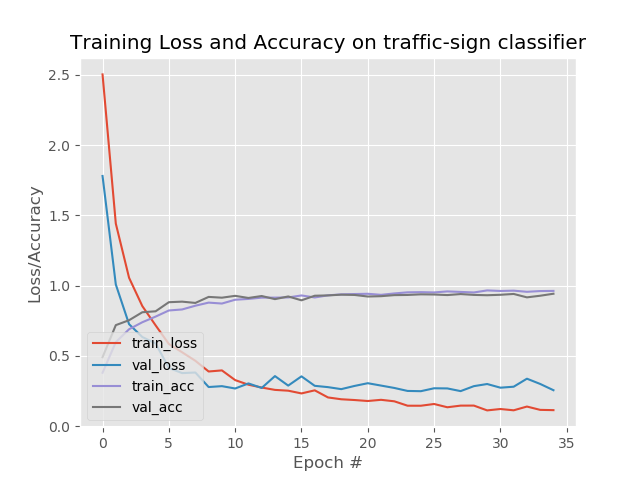 Training Loss and Accuracy on traffic-sign classifier
Loss/Accuracy
2.5
2.0
1.5
1.0
0.5
0.0
train_loss
val_loss
train_acc
val_acc
0 5 10 15 20 25 30 35
Epoch #